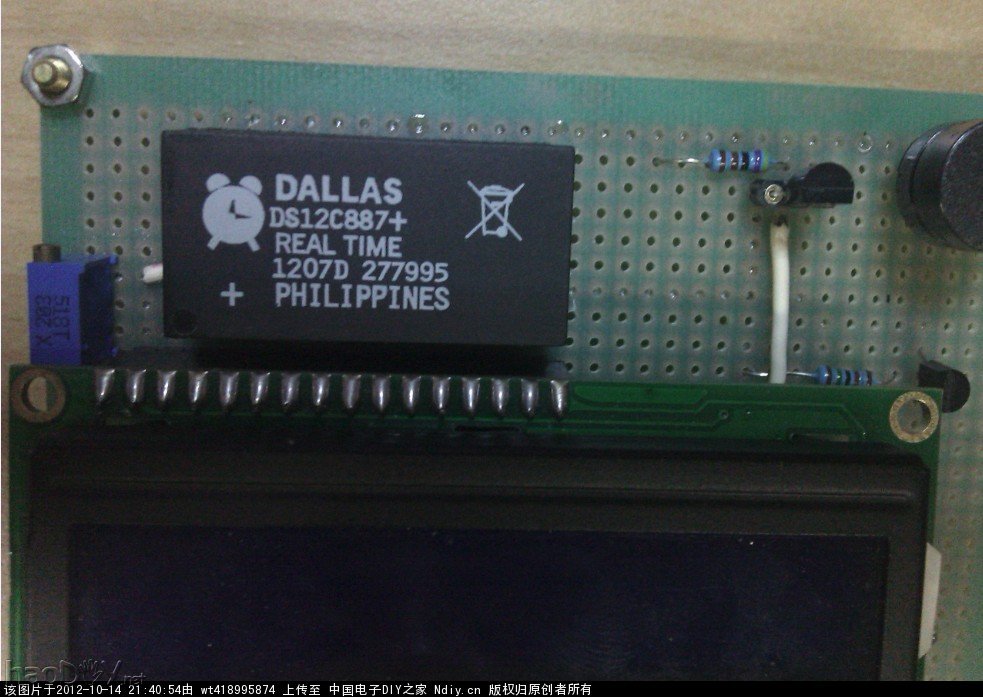 DALLAS
DS12C887+
REAL TIME
1207D 277995
+ PHILIPPINES
该图片于2012-10-14 21:40:54由 wt418995874 上传至 中国电子DIY之家 Ndiy.cn 版权归原创者所有